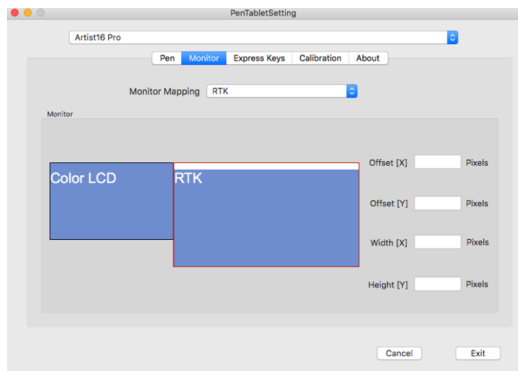 PenTabletSetting
Artist16 Pro
Pen Monitor Express Keys Calibration About
Monitor Mapping RTK
Monitor
Color LCD RTK
Offset [X] Pixels
Offset [Y] Pixels
Width [X] Pixels
Height [Y] Pixels
Cancel Exit